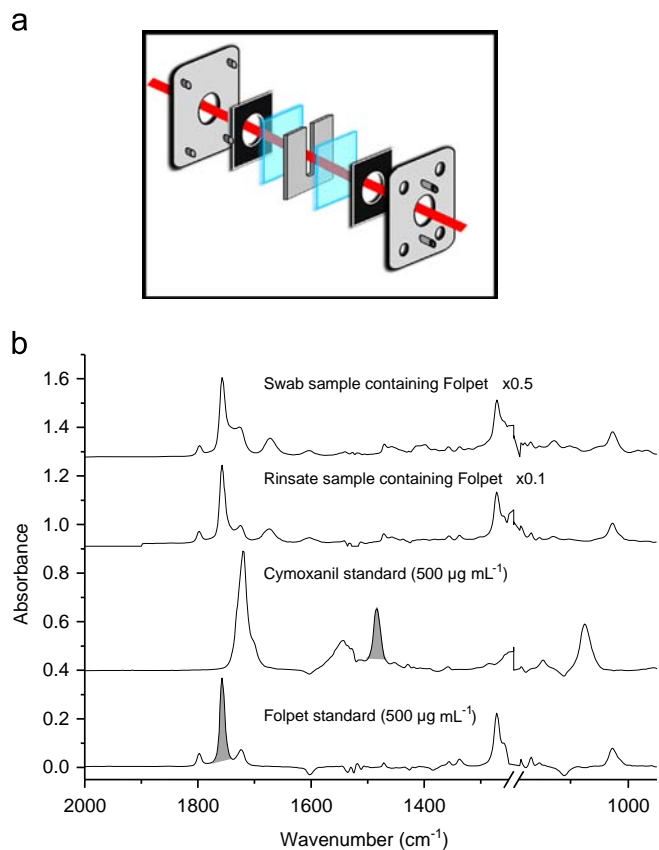 a
b
Swab sample containing Folpet x0.5
Rinsate sample containing Folpet x0.1
Cymoxanil standard (500 µg mL⁻¹)
Folpet standard (500 µg mL⁻¹)
Absorbance
1.6
1.4
1.2
1.0
0.8
0.6
0.4
0.2
0.0
2000 1800 1600 1400 1000
Wavenumber (cm⁻¹)